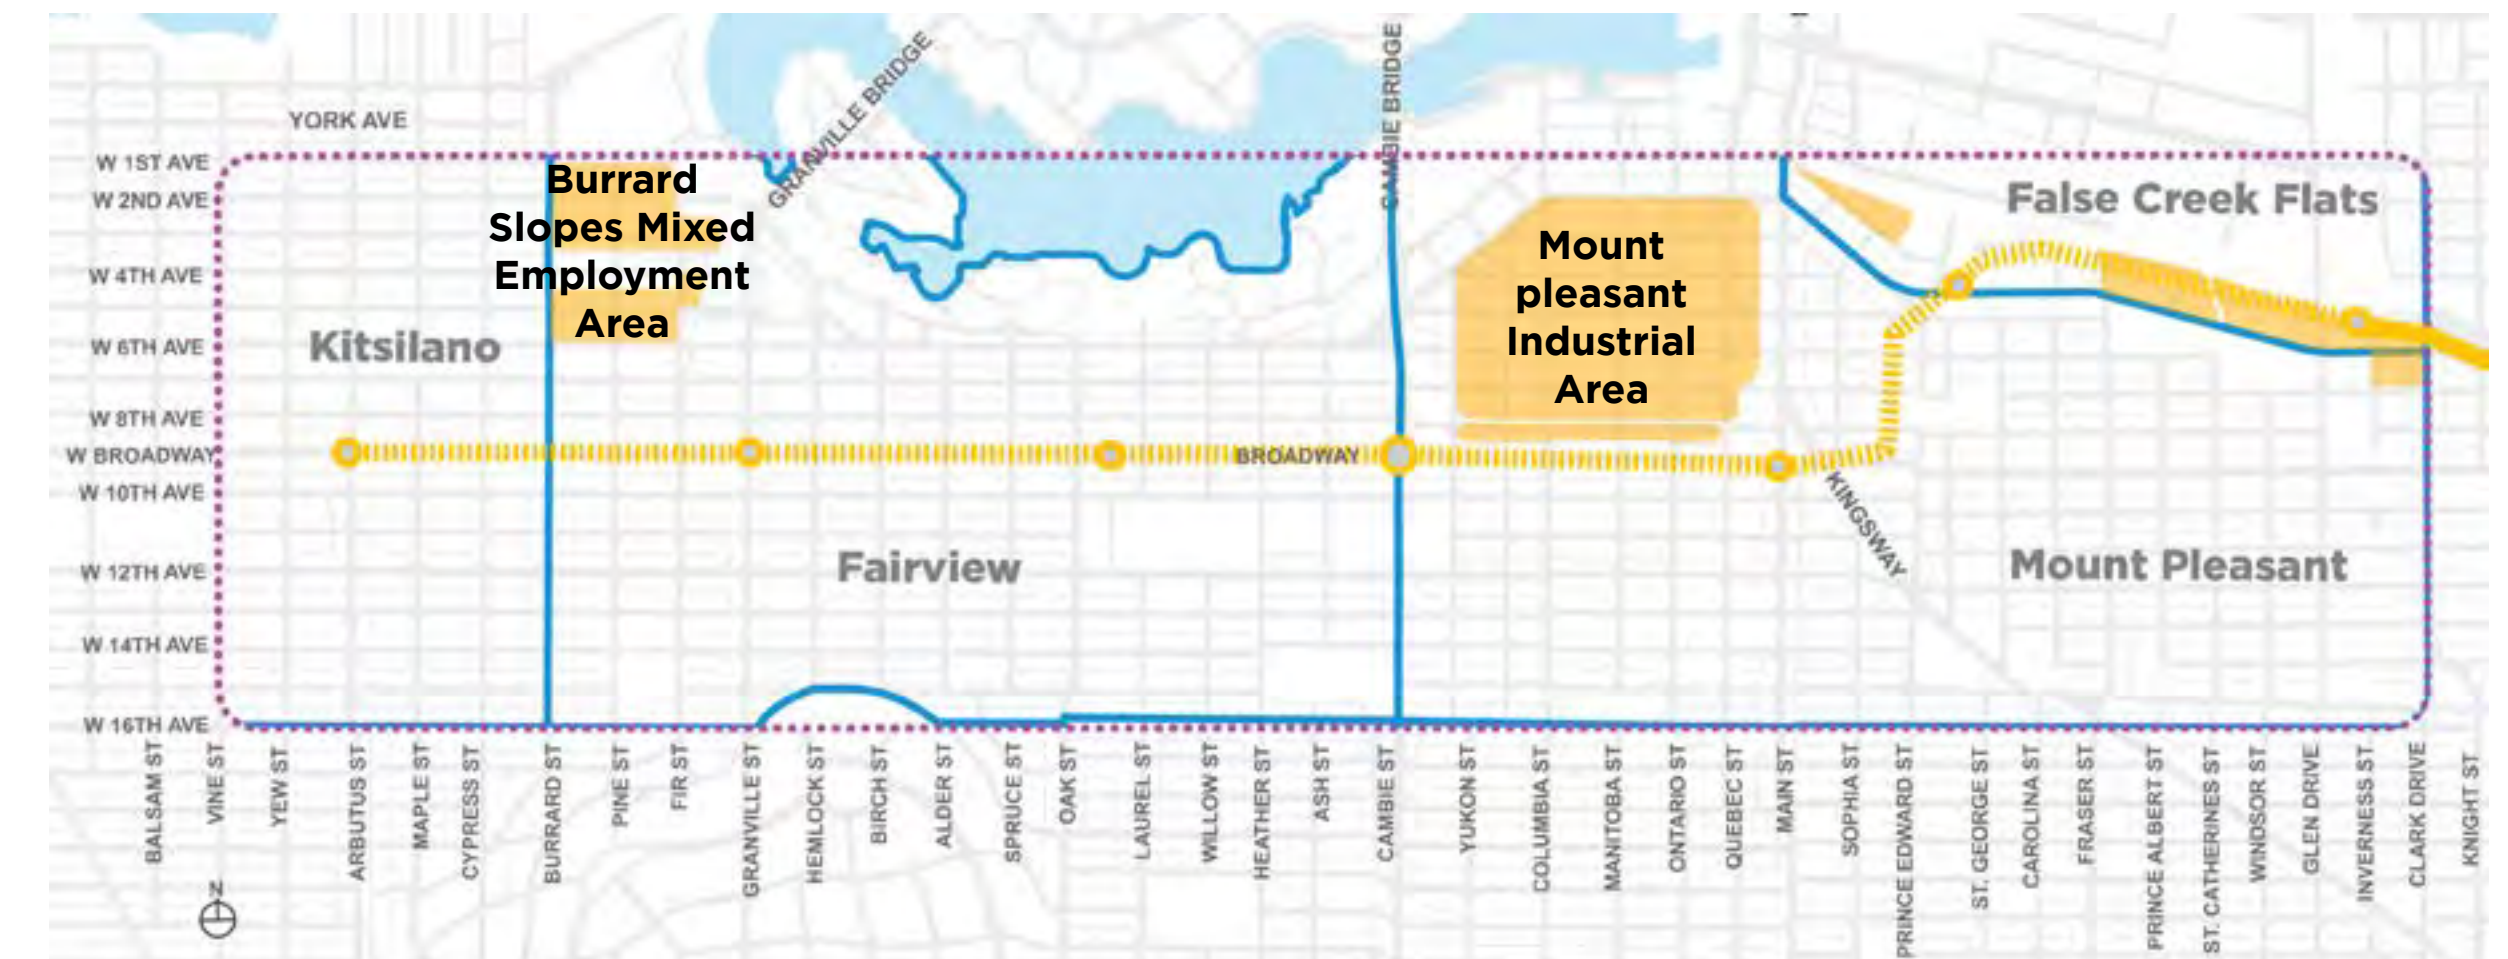 GRANVILLE BRIDGE
CAMBIE BRIDGE
YORK AVE
W 1ST AVE
W 2ND AVE
W 4TH AVE
W 6TH AVE
W 8TH AVE
W BROADWAY
W 10TH AVE
W 12TH AVE
W 14TH AVE
W 16TH AVE
Burrard
Slopes Mixed
Employment
Area
Mount
pleasant
Industrial
Area
False Creek Flats
Kitsilano
BROADWAY
KINGSWAY
Fairview
Mount Pleasant
BALSAM ST
VINE ST
YEW ST
ARBUTUS ST
MAPLE ST
CYPRESS ST
BURRARD ST
PINE ST
FIR ST
GRANVILLE ST
HEMLOCK ST
BIRCH ST
ALDER ST
SPRUCE ST
OAK ST
LAUREL ST
WILLOW ST
HEATHER ST
ASH ST
CAMBIE ST
YUKON ST
COLUMBIA ST
MANITOBA ST
ONTARIO ST
QUEBEC ST
MAIN ST
SOPHIA ST
PRINCE EDWARD ST
ST. GEORGE ST
CAROLINA ST
FRASER ST
PRINCE ALBERT ST
ST. CATHERINES ST
WINDSOR ST
GLEN DRIVE
INVERNESS ST
CLARK DRIVE
KNIGHT ST
N